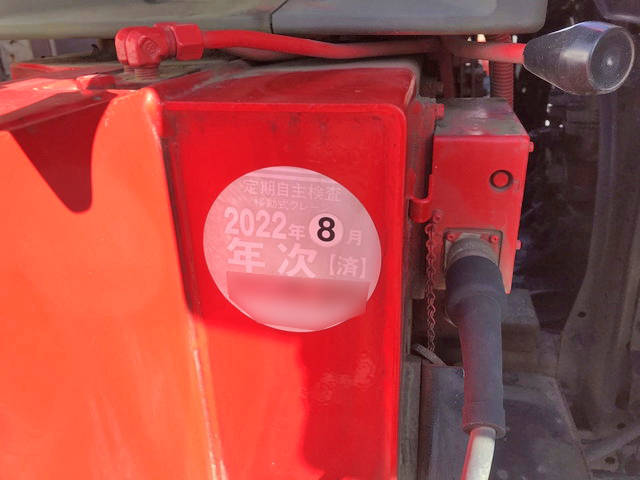 定期自主検査
移動式クレーン
2022年 8月
年次【済】